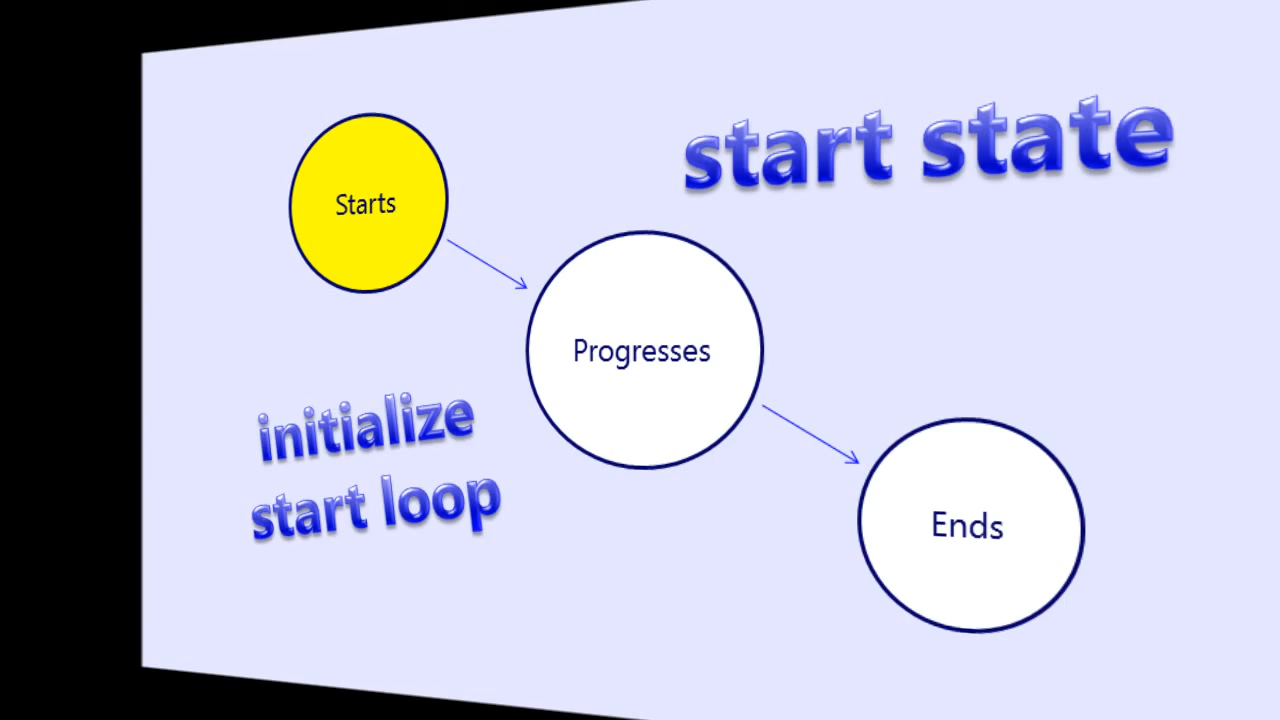 start state
Starts
Progresses
initialize
start loop
Ends